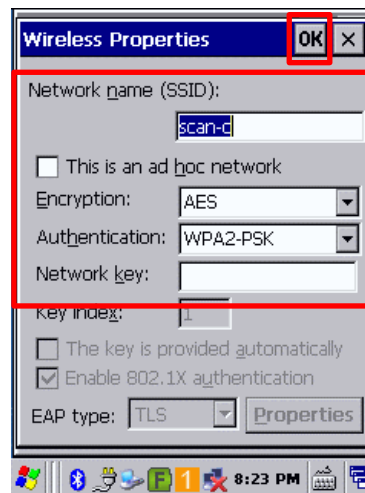 Wireless Properties OK ×
Network name (SSID):
scan-c
This is an ad hoc network
Encryption: AES
Authentication: WPA2-PSK
Network key:
Key index: 1
The key is provided automatically
Enable 802.1X authentication
EAP type: TLS Properties
F 1 8:23 PM